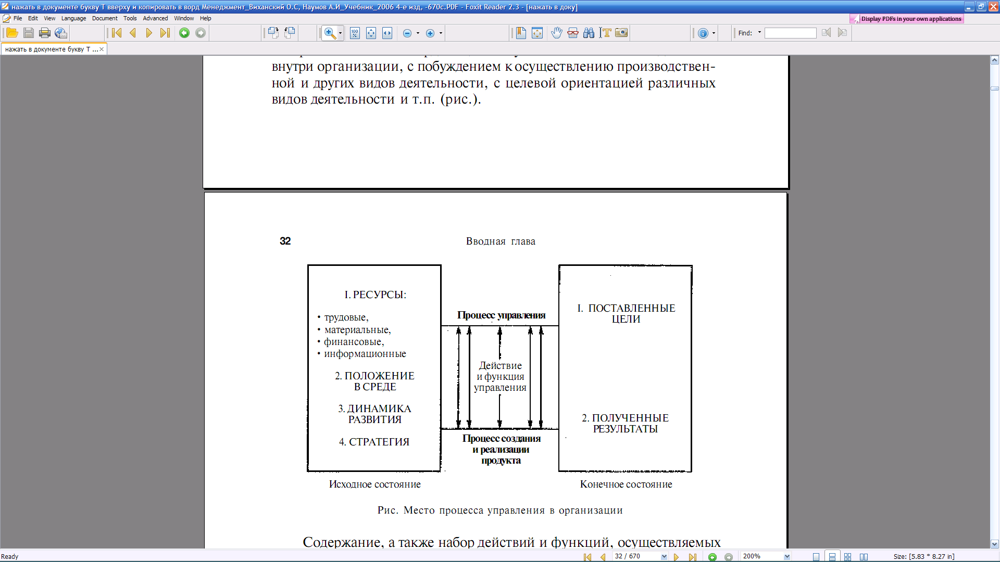 нажать в документе букву Т вверху и копировать в ворд Менеджмент_Виханский О.С, Наумов А.И_Учебник_2006 4-е изд, -670с.PDF - Foxit Reader 2.3 - [нажать в доку]
File Edit View Language Document Tools Advanced Window Help
Display PDFs in your own applications
Find:
нажать в документе букву Т ...
внутри организации, с побуждением к осуществлению производствен-
ной и других видов деятельности, с целевой ориентацией различных
видов деятельности и т.п. (рис.).
32
Вводная глава
I. РЕСУРСЫ:
• трудовые,
• материальные,
• финансовые,
• информационные
2. ПОЛОЖЕНИЕ
В СРЕДЕ
3. ДИНАМИКА
РАЗВИТИЯ
4. СТРАТЕГИЯ
Исходное состояние
Процесс управления
Действие
и функция
управления
Процесс создания
и реализации
продукта
I. ПОСТАВЛЕННЫЕ
ЦЕЛИ
2. ПОЛУЧЕННЫЕ
РЕЗУЛЬТАТЫ
Конечное состояние
Рис. Место процесса управления в организации
Содержание, а также набор действий и функций, осуществляемых
Ready
32 / 670
200%
Size: [5.83 * 8.27 in]